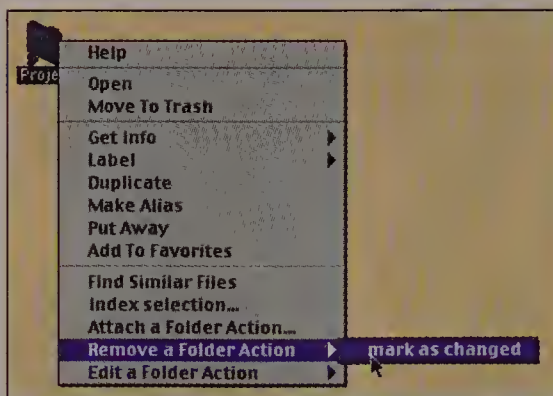 Proje
Help
Open
Move To Trash
Get Info
Label
Duplicate
Make Alias
Put Away
Add To Favorites
Find Similar Files
Index selection...
Attach a Folder Action...
Remove a Folder Action
mark as changed
Edit a Folder Action